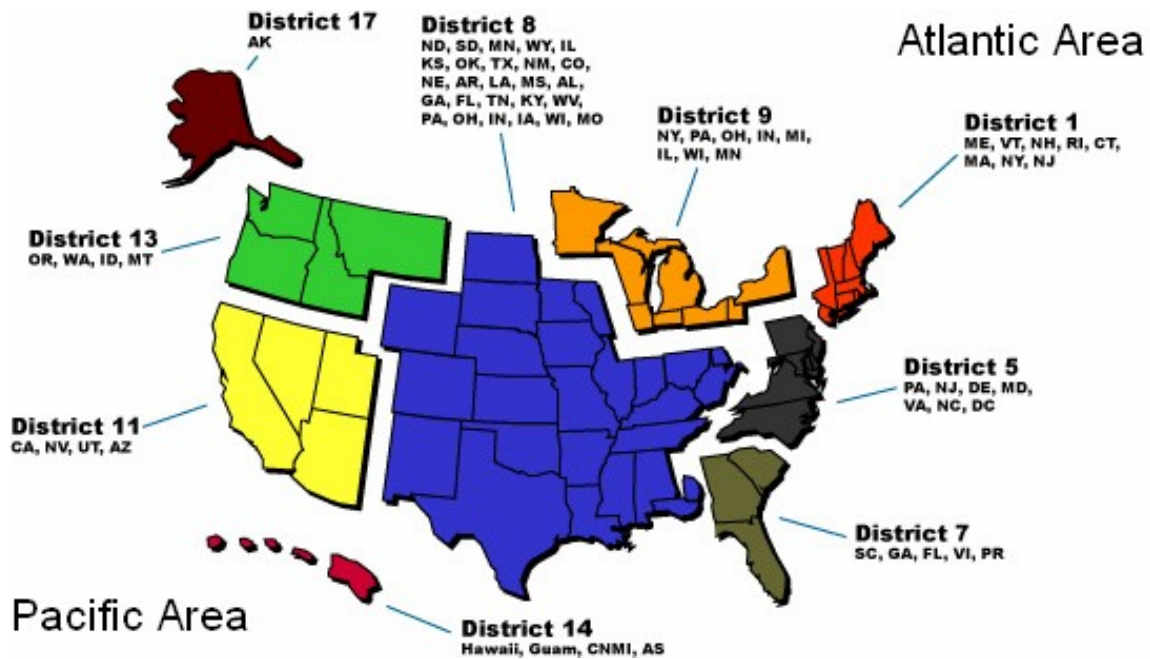 District 17
AK
District 8
ND, SD, MN, WY, IL
KS, OK, TX, NM, CO,
NE, AR, LA, MS, AL,
GA, FL, TN, KY, WV,
PA, OH, IN, IA, WI, MO
Atlantic Area
District 9
NY, PA, OH, IN, MI,
IL, WI, MN
District 1
ME, VT, NH, RI, CT,
MA, NY, NJ
District 13
OR, WA, ID, MT
District 5
PA, NJ, DE, MD,
VA, NC, DC
District 11
CA, NV, UT, AZ
District 7
SC, GA, FL, VI, PR
Pacific Area
District 14
Hawaii, Guam, CNMI, AS